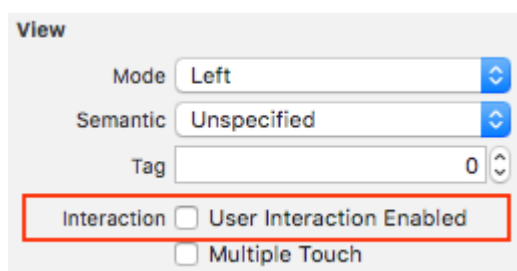 View
Mode Left
Semantic Unspecified
Tag 0
Interaction User Interaction Enabled
Multiple Touch